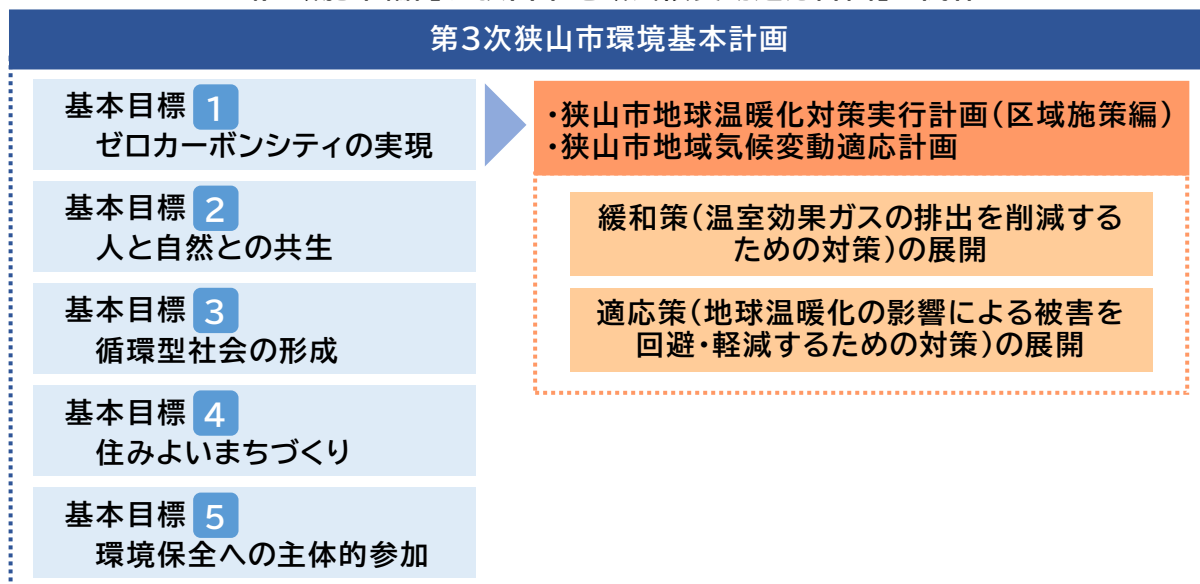 第3次狭山市環境基本計画
基本目標 1
ゼロカーボンシティの実現
・狭山市地球温暖化対策実行計画(区域施策編)
・狭山市地域気候変動適応計画
緩和策(温室効果ガスの排出を削減する
ための対策)の展開
適応策(地球温暖化の影響による被害を
回避・軽減するための対策)の展開
基本目標 2
人と自然との共生
基本目標 3
循環型社会の形成
基本目標 4
住みよいまちづくり
基本目標 5
環境保全への主体的参加